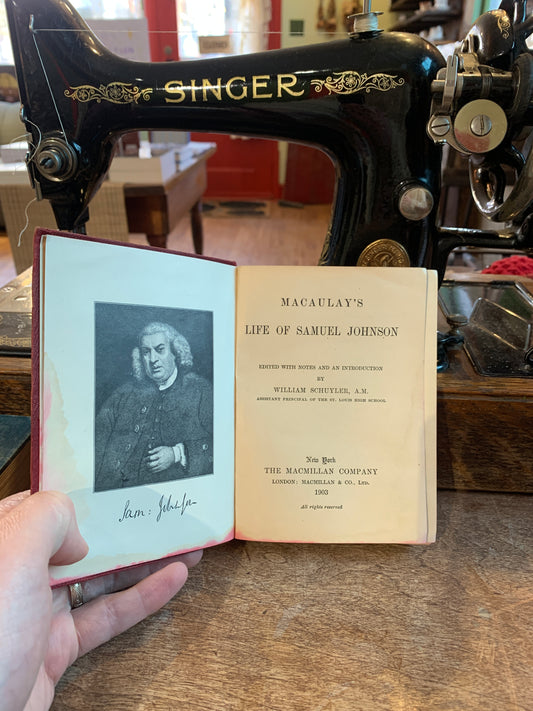 SINGER
Sam: Johnson
MACAULAY'S
LIFE OF SAMUEL JOHNSON
EDITED WITH NOTES AND AN INTRODUCTION
BY
WILLIAM SCHUYLER, A.M.
ASSISTANT PRINCIPAL OF THE ST. LOUIS HIGH SCHOOL
New York
THE MACMILLAN COMPANY
LONDON: MACMILLAN & CO., LTD.
1903
All rights reserved